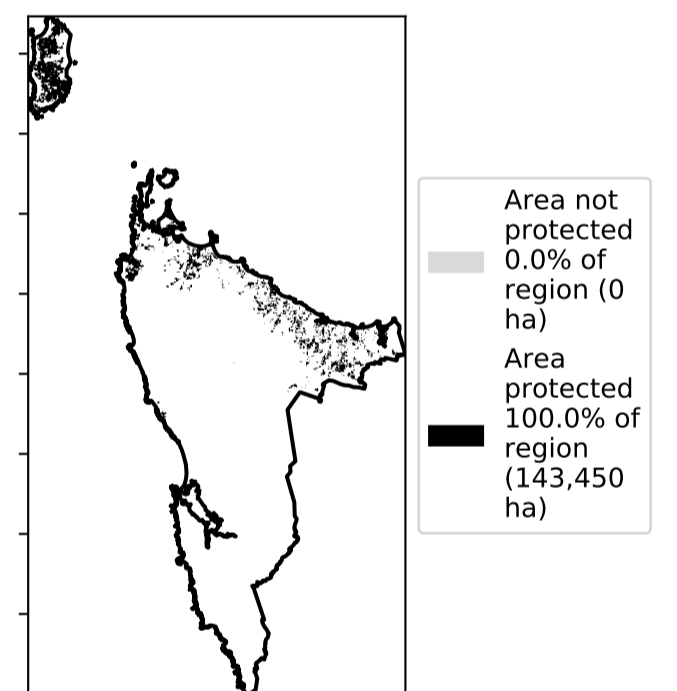 Area not
protected
0.0% of
region (0
ha)
Area
protected
100.0% of
region
(143,450
ha)